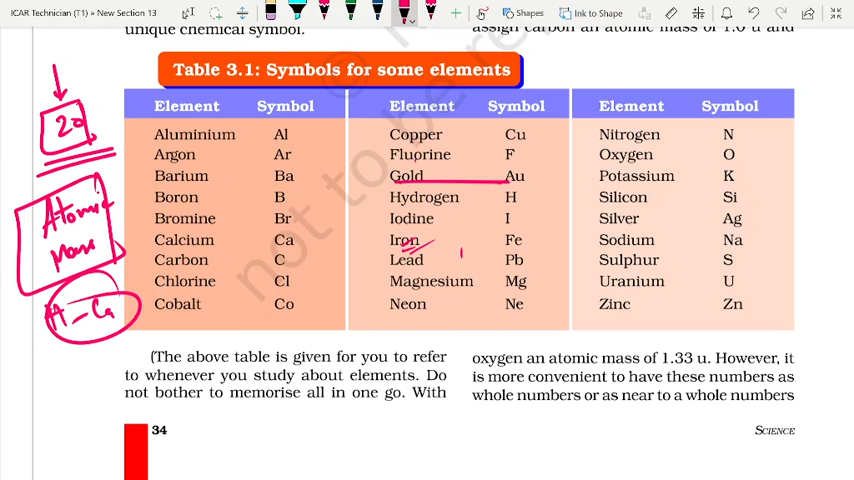 ICAR Technician (T1) » New Section 13
Shapes
Ink to Shape
unique chemical symbol.
assign carbon an atomic mass of 1.0 u and
Table 3.1: Symbols for some elements
Element Symbol Element Symbol Element Symbol
Aluminium Al Copper Cu Nitrogen N
Argon Ar Fluorine F Oxygen O
Barium Ba Gold Au Potassium K
Boron B Hydrogen H Silicon Si
Bromine Br Iodine I Silver Ag
Calcium Ca Iron Fe Sodium Na
Carbon C Lead Pb Sulphur S
Chlorine Cl Magnesium Mg Uranium U
Cobalt Co Neon Ne Zinc Zn
20
Atomic
Mass
A - Ca
not to be re
(The above table is given for you to refer
to whenever you study about elements. Do
not bother to memorise all in one go. With
oxygen an atomic mass of 1.33 u. However, it
is more convenient to have these numbers as
whole numbers or as near to a whole numbers
34
SCIENCE